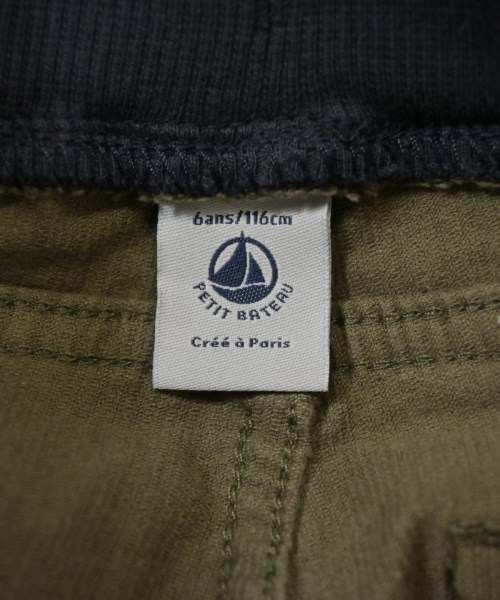 6ans/116cm
PETIT BATEAU
Créé à Paris